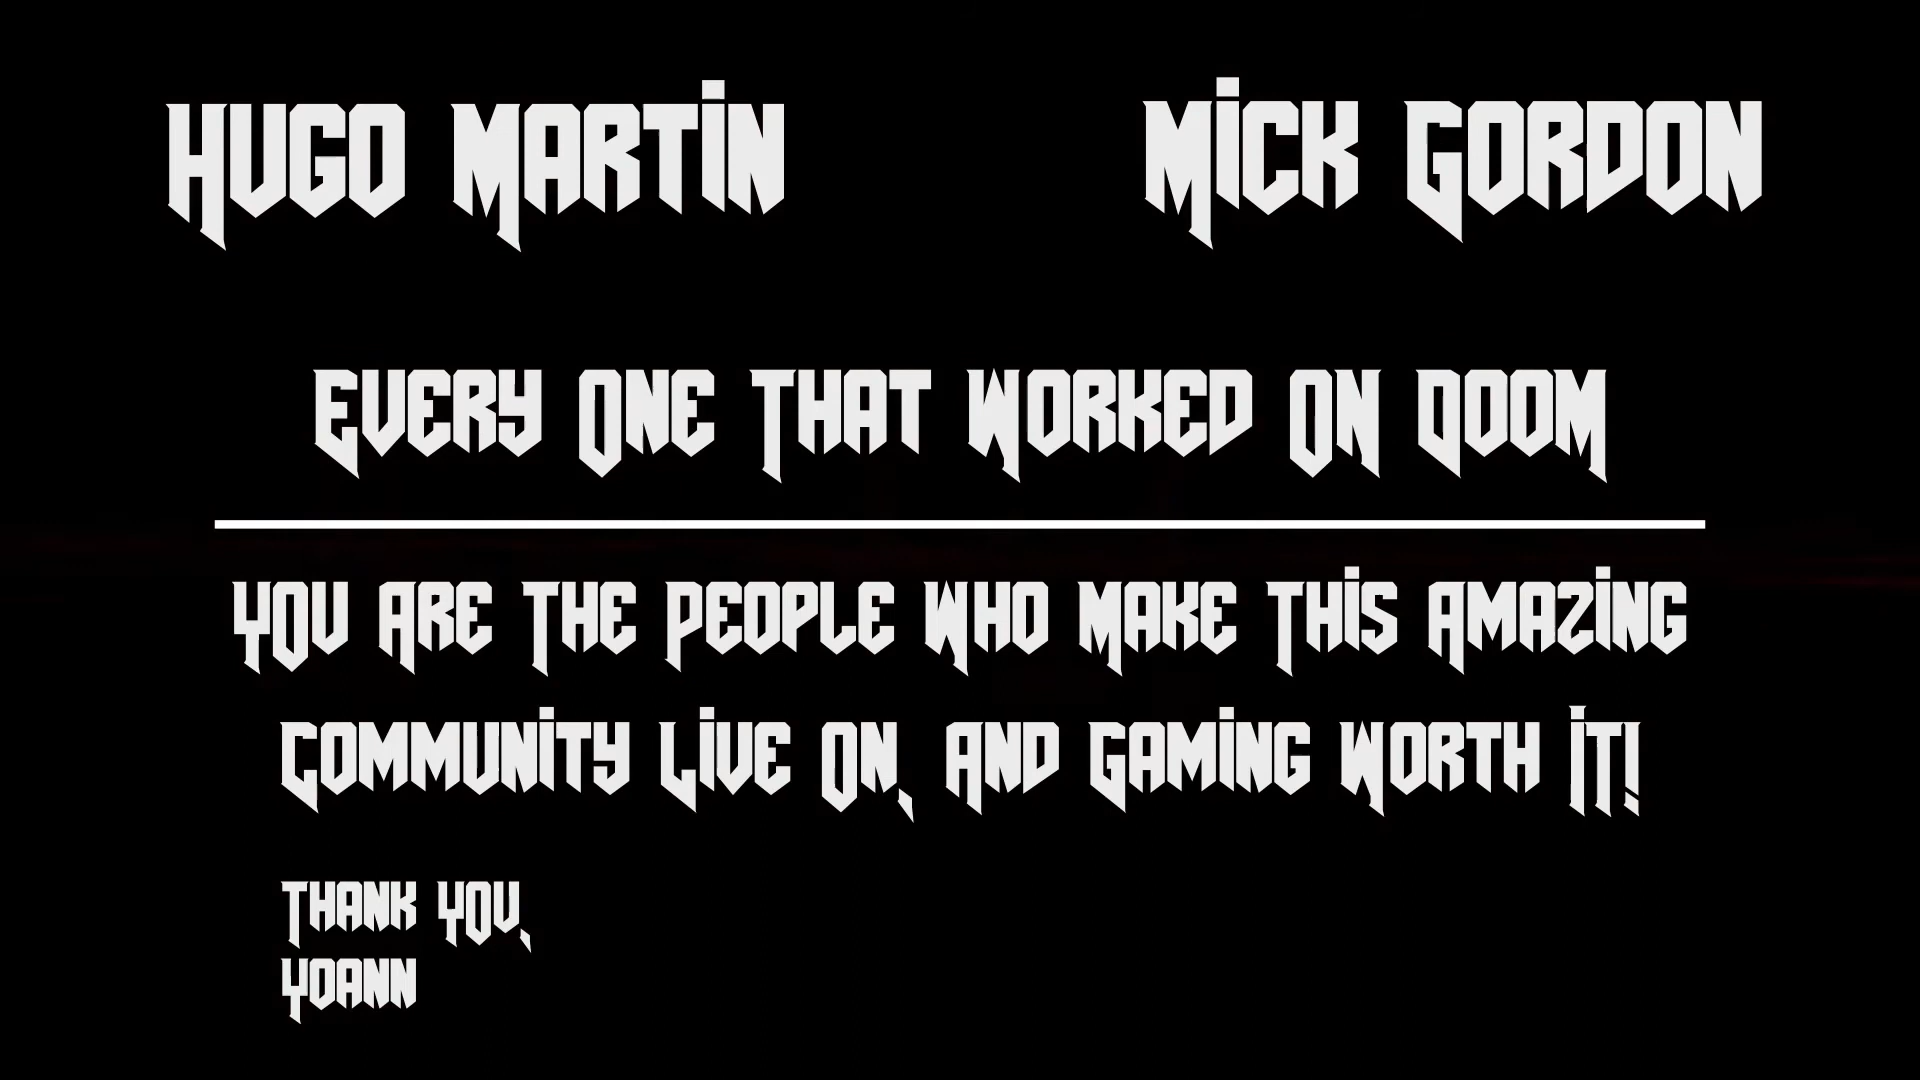 Hugo Martin Mick Gordon
Every One That Worked On Doom
You Are The People Who Make This Amazing
Community Live On, And Gaming Worth It!
Thank You,
Yoann